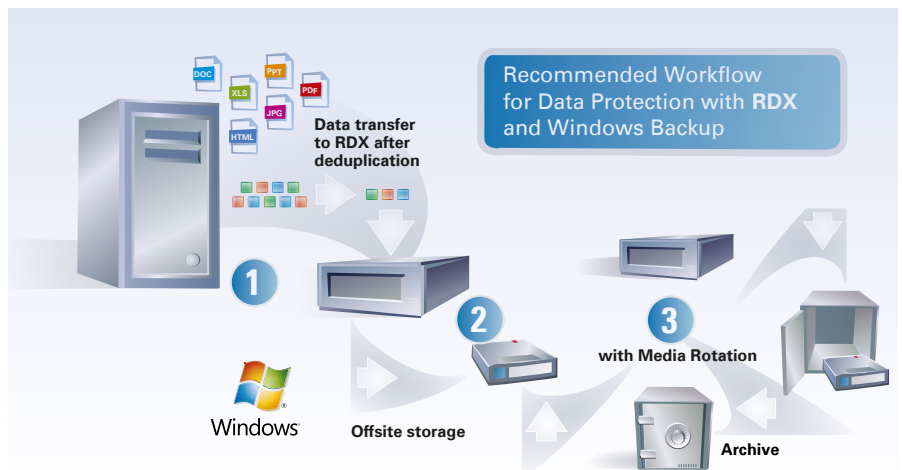 Recommended Workflow
for Data Protection with RDX
and Windows Backup
DOC
XLS
PPT
PDF
JPG
HTML
Data transfer
to RDX after
deduplication
1
2
3
with Media Rotation
Windows®
Offsite storage
Archive